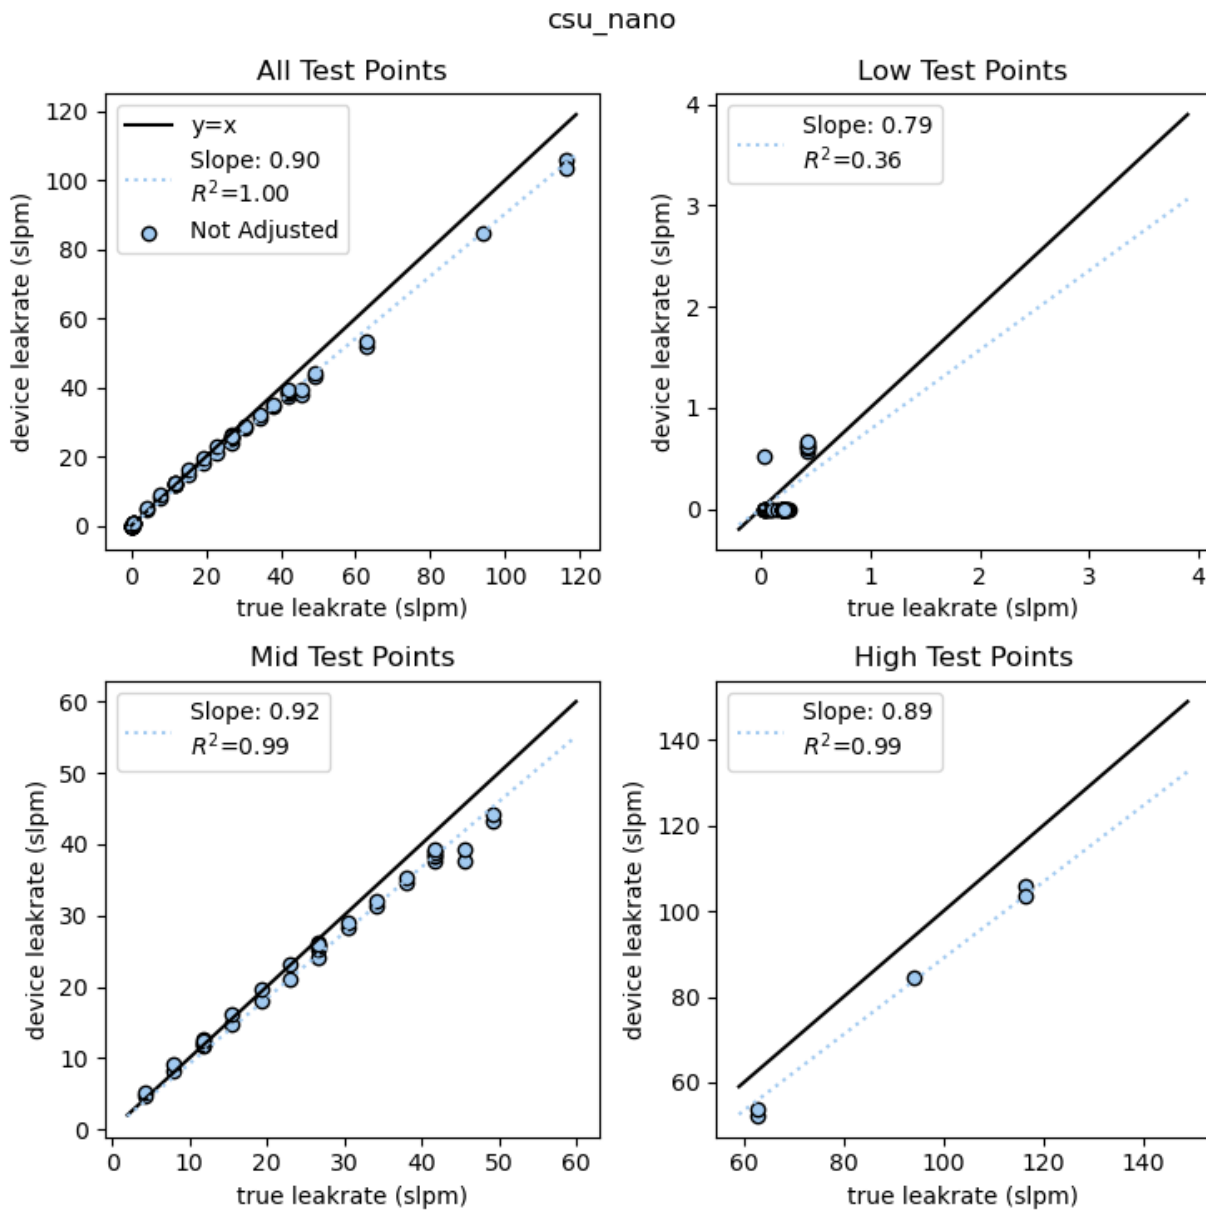 csu_nano
All Test Points
y=x
Slope: 0.90
R²=1.00
Not Adjusted
120
100
80
60
40
20
0
device leakrate (slpm)
0 20 40 60 80 100 120
true leakrate (slpm)
Low Test Points
Slope: 0.79
R²=0.36
4
3
2
1
0
device leakrate (slpm)
0 1 2 3 4
true leakrate (slpm)
Mid Test Points
Slope: 0.92
R²=0.99
60
50
40
30
20
10
0
device leakrate (slpm)
0 10 20 30 40 50 60
true leakrate (slpm)
High Test Points
Slope: 0.89
R²=0.99
140
120
100
80
60
device leakrate (slpm)
60 80 100 120 140
true leakrate (slpm)